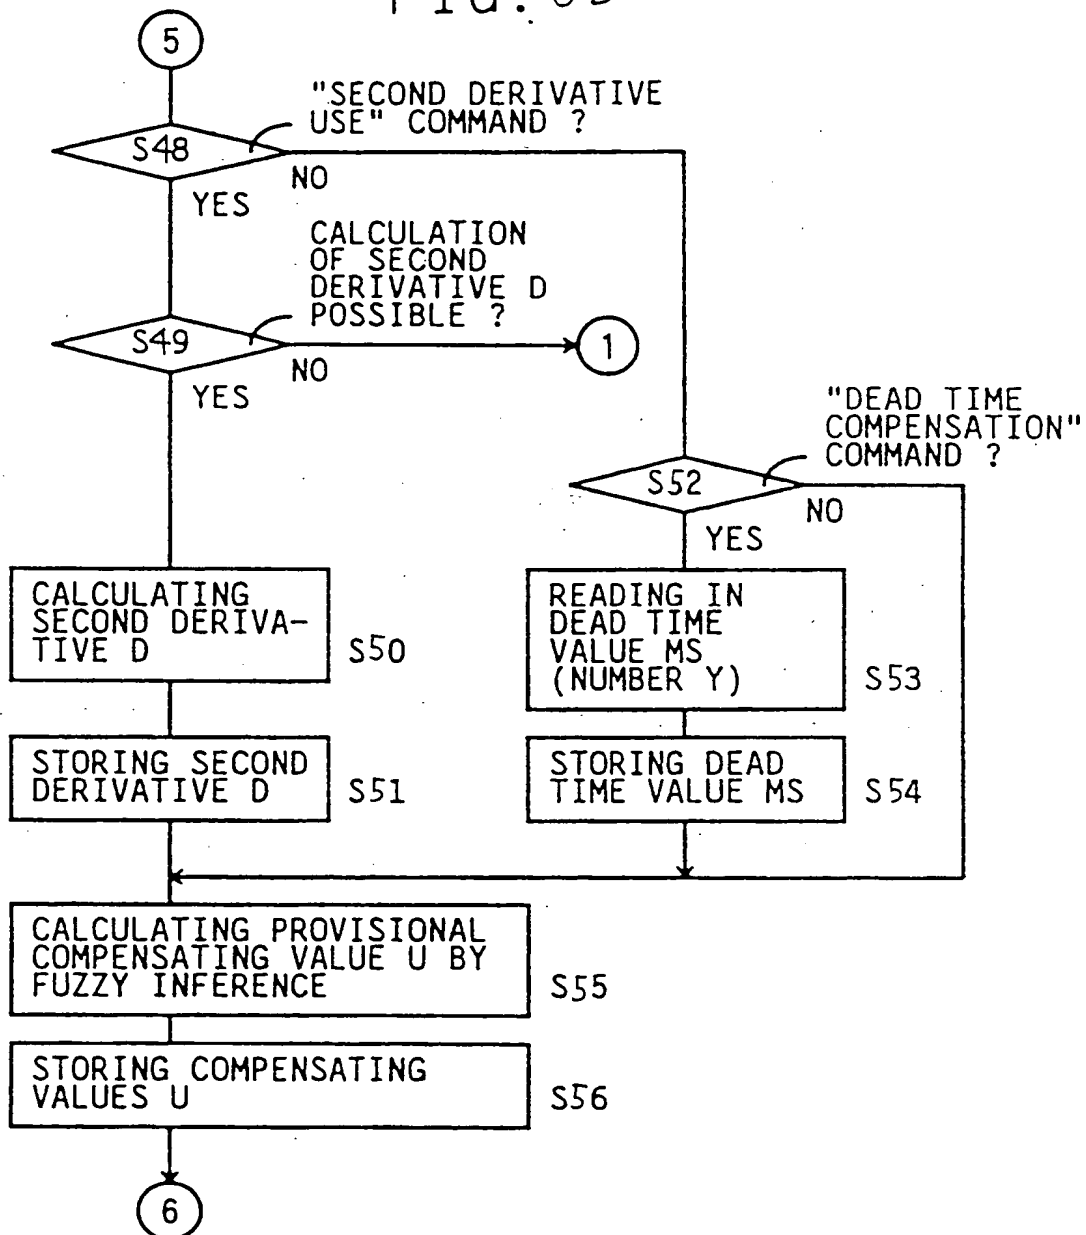 5
"SECOND DERIVATIVE
USE" COMMAND ?
S48
NO
YES
CALCULATION
OF SECOND
DERIVATIVE D
POSSIBLE ?
S49
NO
1
YES
"DEAD TIME
COMPENSATION"
COMMAND ?
S52
NO
YES
CALCULATING
SECOND DERIVA-
TIVE D
S50
READING IN
DEAD TIME
VALUE MS
(NUMBER Y)
S53
STORING SECOND
DERIVATIVE D
S51
STORING DEAD
TIME VALUE MS
S54
CALCULATING PROVISIONAL
COMPENSATING VALUE U BY
FUZZY INFERENCE
S55
STORING COMPENSATING
VALUES U
S56
6